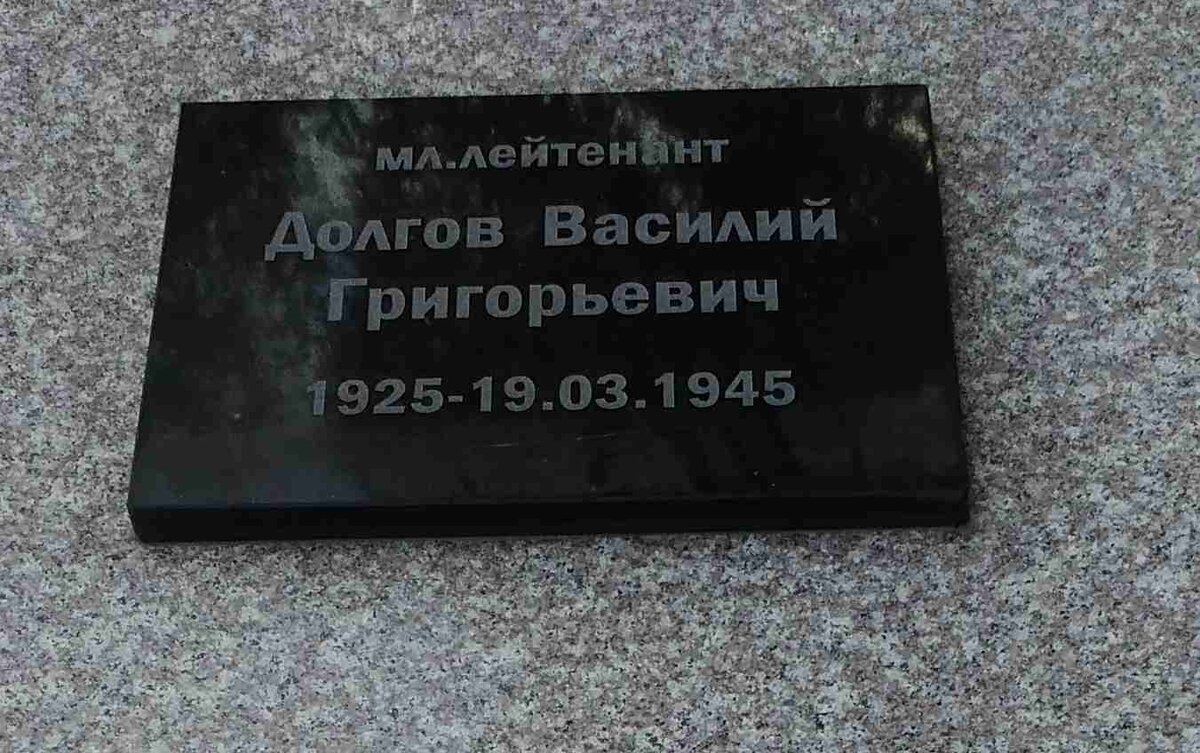 мл.лейтенант
Долгов Василий
Григорьевич
1925-19.03.1945